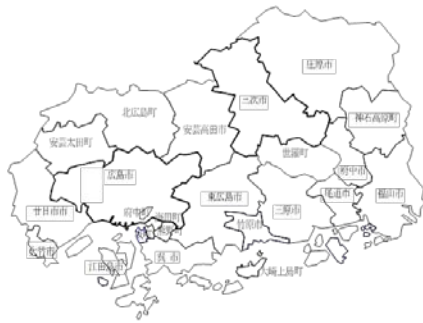 庄原市
北広島町
三次市
神石高原町
安芸高田市
安芸太田町
世羅町
府中市
広島市
尾道市
福山市
東広島市
三原市
廿日市市
府中町
海田町
竹原市
熊野町
大竹市
呉 市
江田島市
大崎上島町